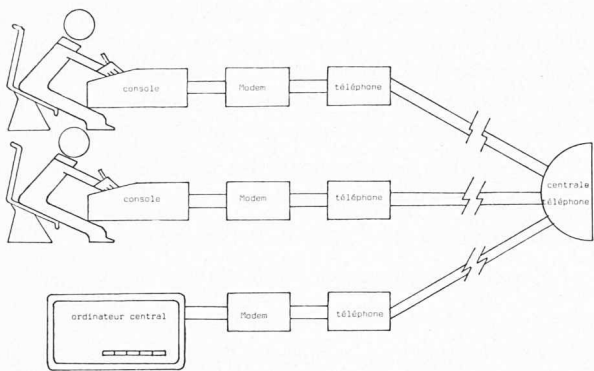 console
Modem
téléphone
centrale
téléphone
console
Modem
téléphone
ordinateur central
Modem
téléphone